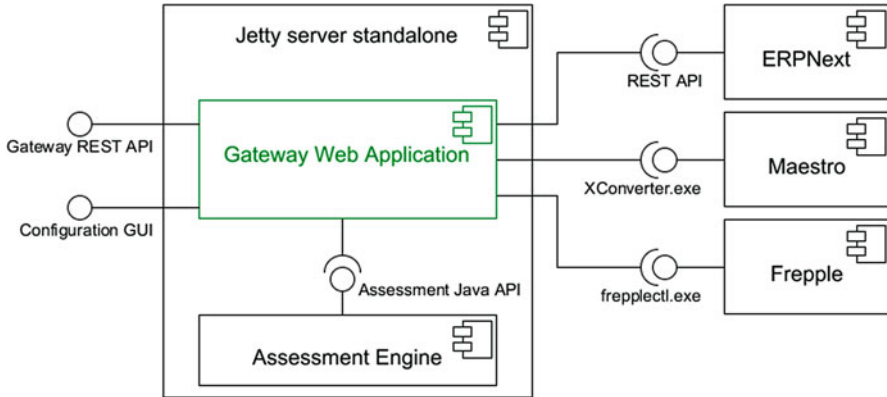 Jetty server standalone
ERPNext
REST API
Gateway REST API
Gateway Web Application
Maestro
XConverter.exe
Configuration GUI
Frepple
frepplectl.exe
Assessment Java API
Assessment Engine